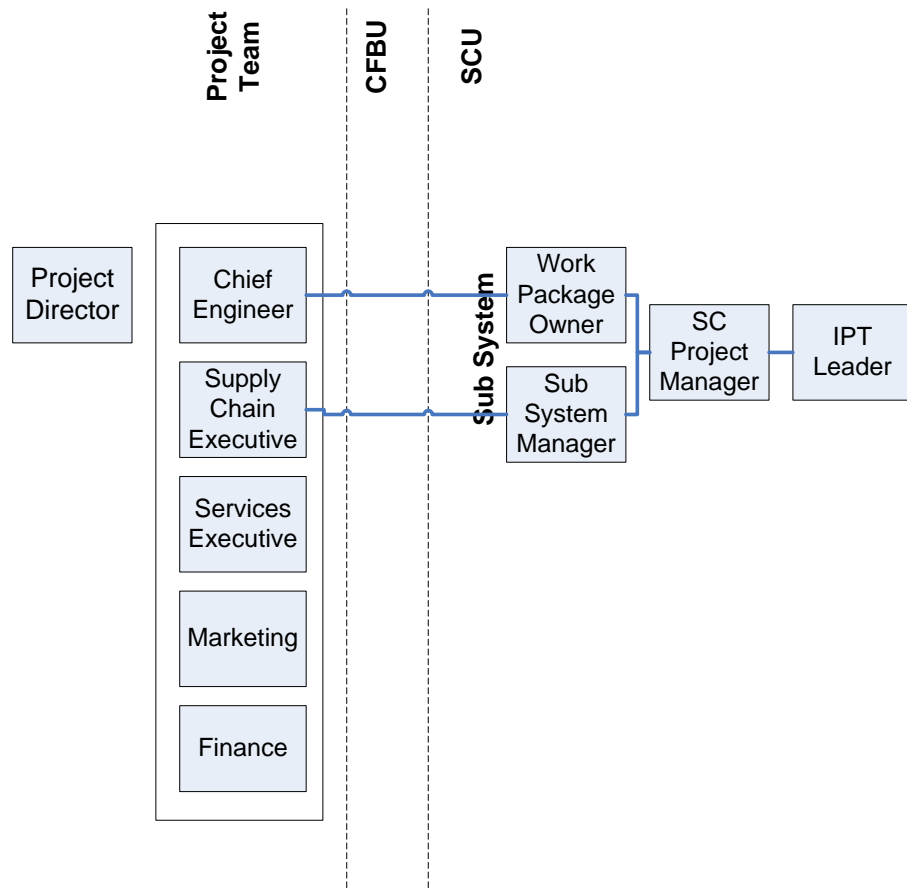 Project
Team
CFBU
SCU
Project
Director
Chief
Engineer
Supply
Chain
Executive
Services
Executive
Marketing
Finance
Sub System
Work
Package
Owner
Sub
System
Manager
SC
Project
Manager
IPT
Leader